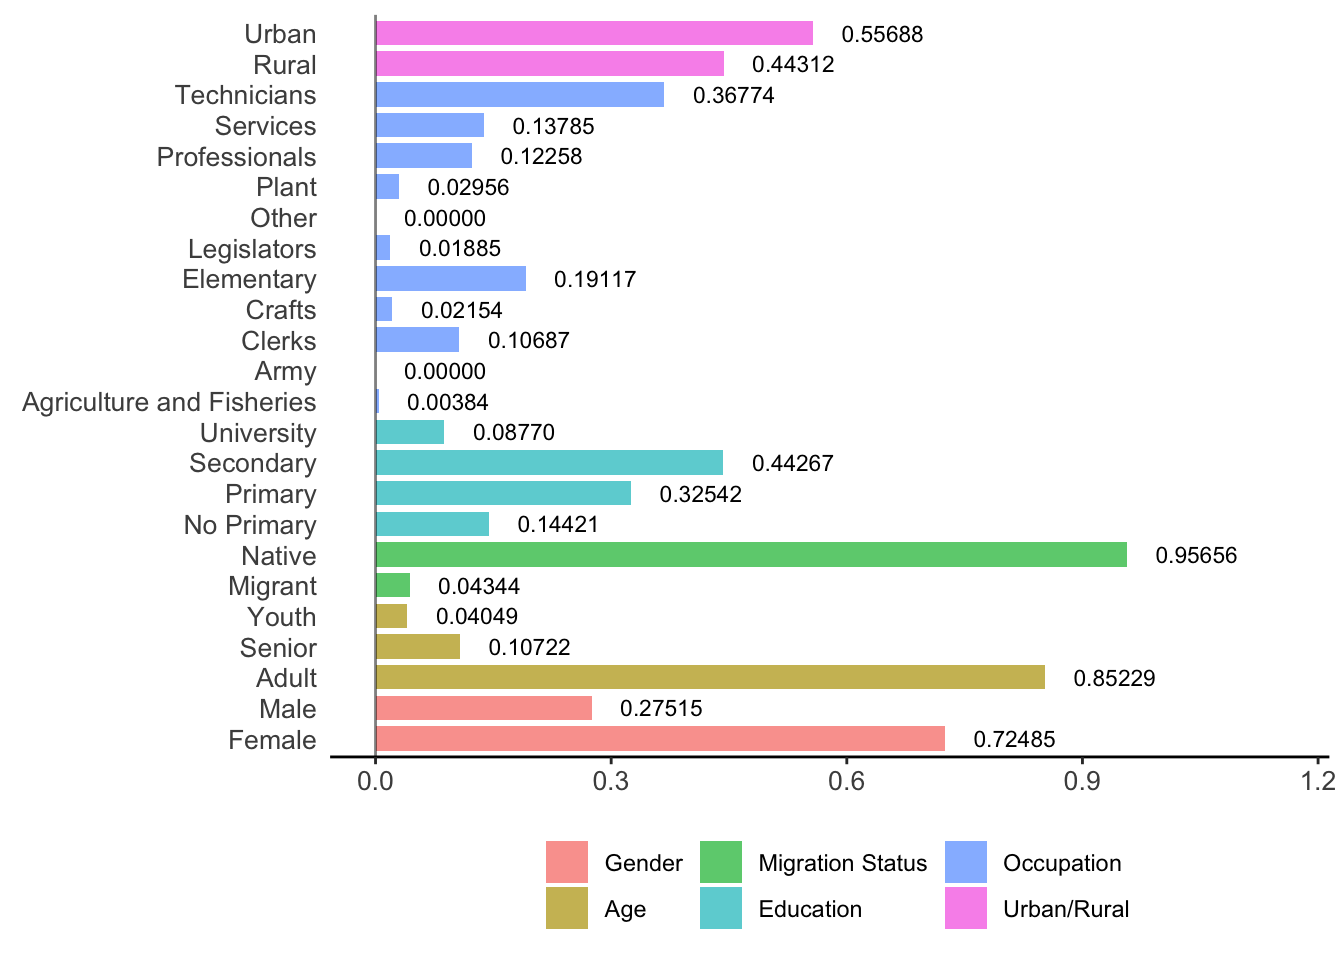 Urban 0.55688
Rural 0.44312
Technicians 0.36774
Services 0.13785
Professionals 0.12258
Plant 0.02956
Other 0.00000
Legislators 0.01885
Elementary 0.19117
Crafts 0.02154
Clerks 0.10687
Army 0.00000
Agriculture and Fisheries 0.00384
University 0.08770
Secondary 0.44267
Primary 0.32542
No Primary 0.14421
Native 0.95656
Migrant 0.04344
Youth 0.04049
Senior 0.10722
Adult 0.85229
Male 0.27515
Female 0.72485
0.0 0.3 0.6 0.9 1.2
Gender Migration Status Occupation
Age Education Urban/Rural